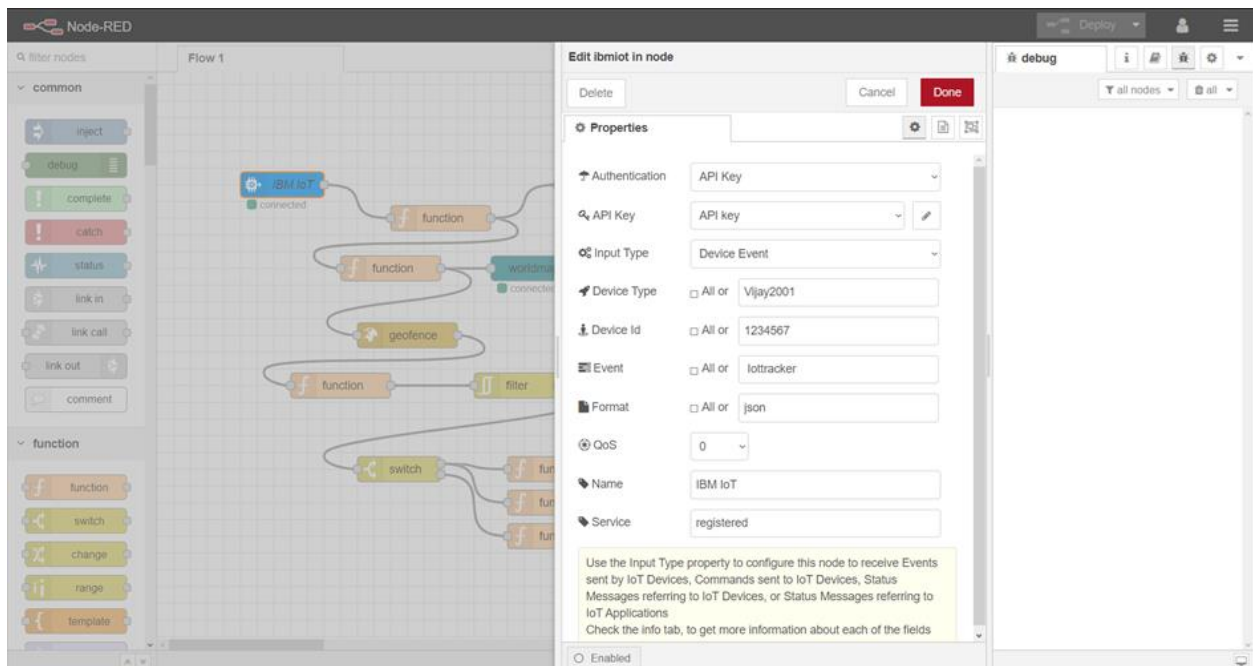 Node-RED
Deploy
filter nodes
common
inject
debug
complete
catch
status
link in
link call
link out
comment
function
function
switch
change
range
template
Flow 1
IBM IoT
connected
function
function
worldma
connecte
geofence
function
filter
switch
fun
fun
fun
Edit ibmiot in node
Delete
Cancel
Done
Properties
Authentication
API Key
API Key
API key
Input Type
Device Event
Device Type
All or
Vijay2001
Device Id
All or
1234567
Event
All or
Iottracker
Format
All or
json
QoS
0
Name
IBM IoT
Service
registered
Use the Input Type property to configure this node to receive Events
sent by IoT Devices, Commands sent to IoT Devices, Status
Messages referring to IoT Devices, or Status Messages referring to
IoT Applications
Check the info tab, to get more information about each of the fields
Enabled
debug
i
all nodes
all